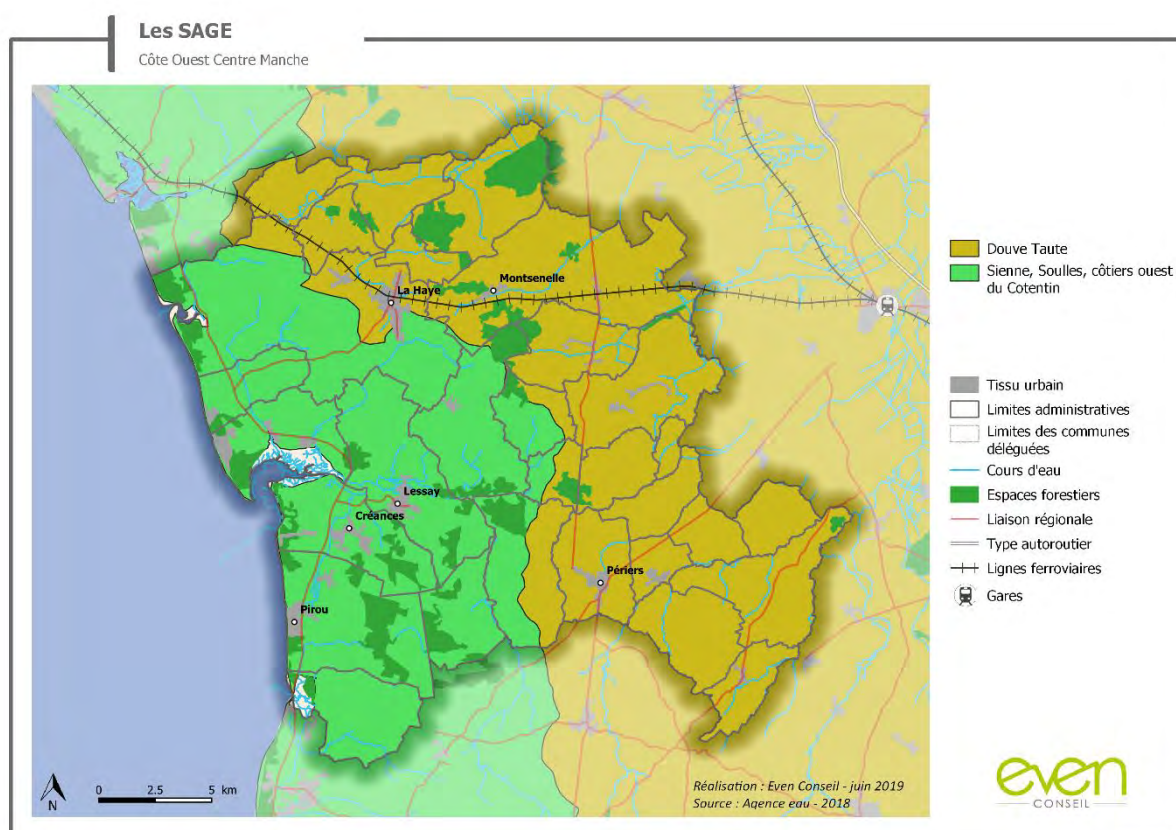 Les SAGE
Côte Ouest Centre Manche
La Haye
Montsenelle
Lessay
Créances
Périers
Pirou
N
0 2.5 5 km
Réalisation : Even Conseil - juin 2019
Source : Agence eau - 2018
Douve Taute
Sienne, Soulles, côtiers ouest
du Cotentin
Tissu urbain
Limites administratives
Limites des communes
déléguées
Cours d'eau
Espaces forestiers
Liaison régionale
Type autoroutier
Lignes ferroviaires
Gares
even
CONSEIL